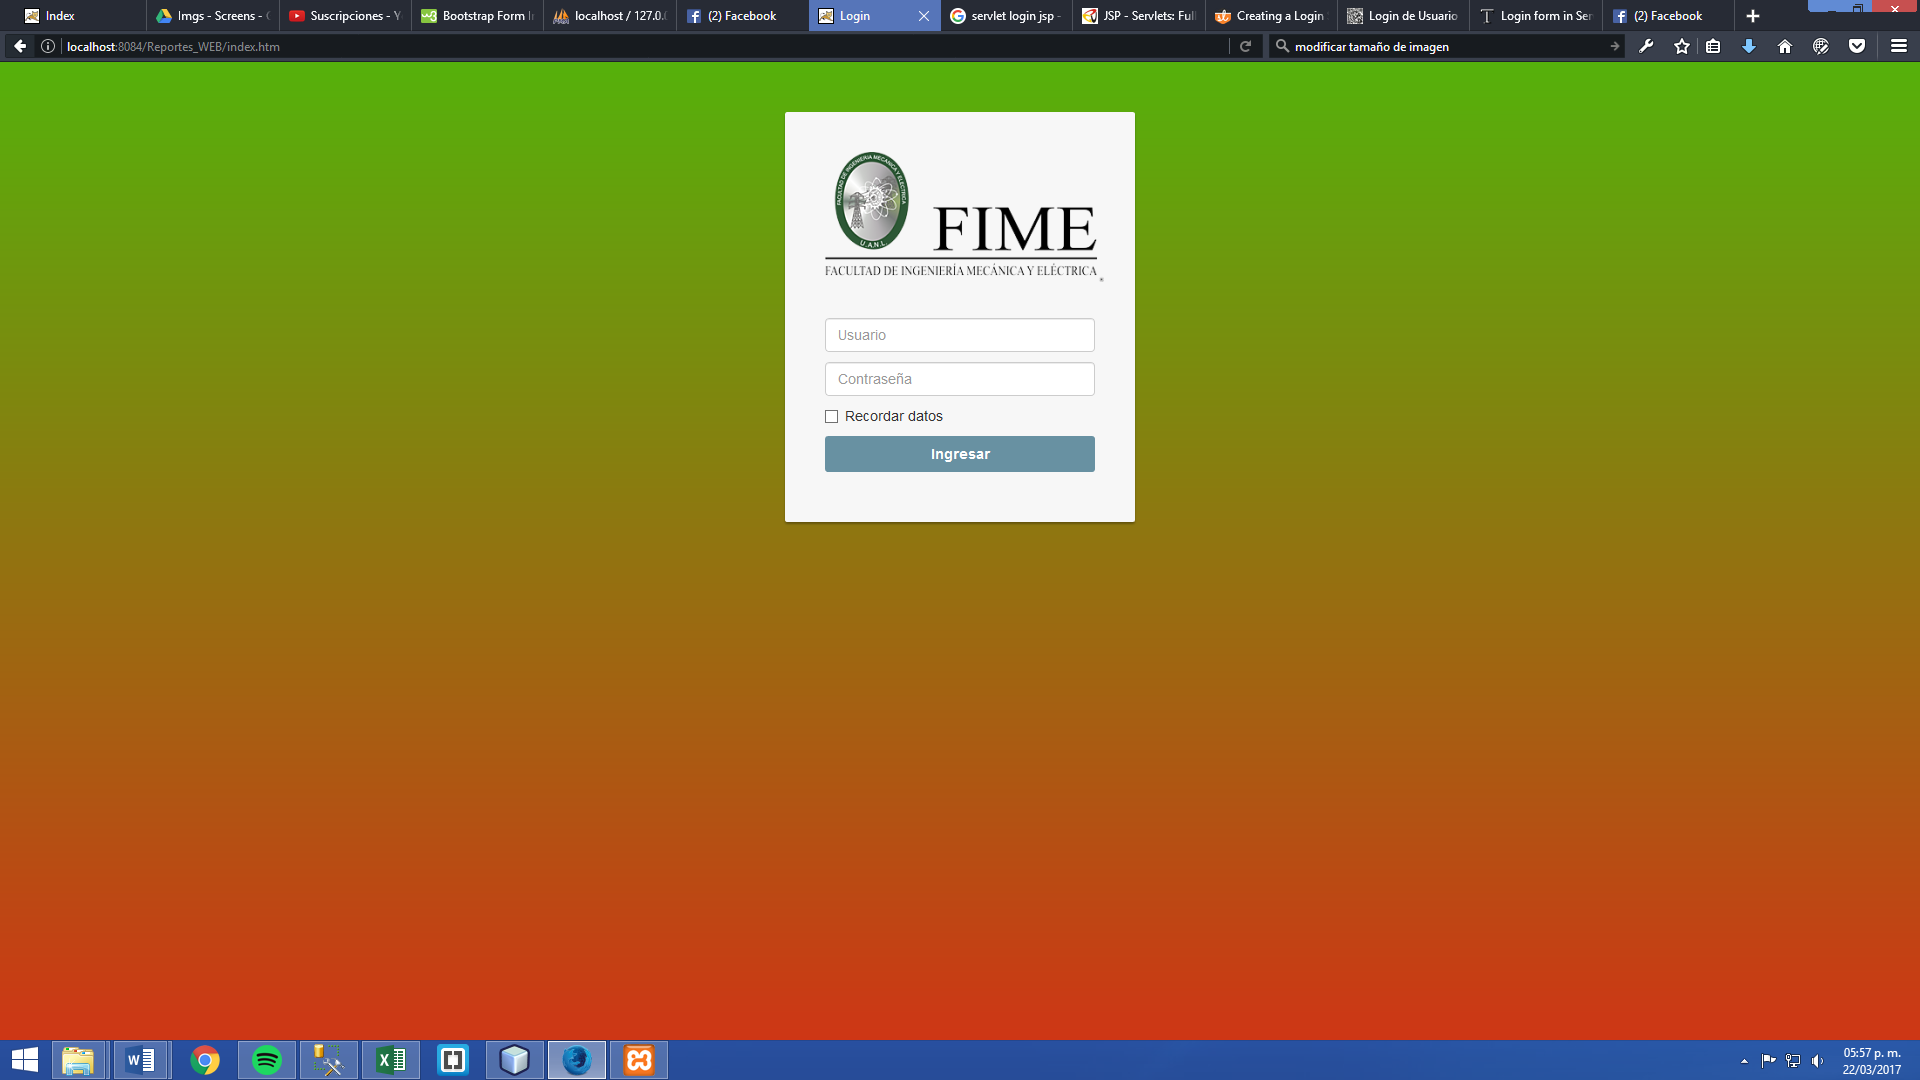 Index
Imgs - Screens - G
Suscripciones - Y
Bootstrap Form In
localhost / 127.0.0
(2) Facebook
Login
servlet login jsp -
JSP - Servlets: Full
Creating a Login
Login de Usuario
Login form in Ser
(2) Facebook
localhost:8084/Reportes_WEB/index.htm
modificar tamaño de imagen
FACULTAD DE INGENIERÍA MECÁNICA Y ELÉCTRICA
U.A.N.L.
FIME
FACULTAD DE INGENIERÍA MECÁNICA Y ELÉCTRICA
Usuario
Contraseña
Recordar datos
Ingresar
05:57 p. m.
22/03/2017